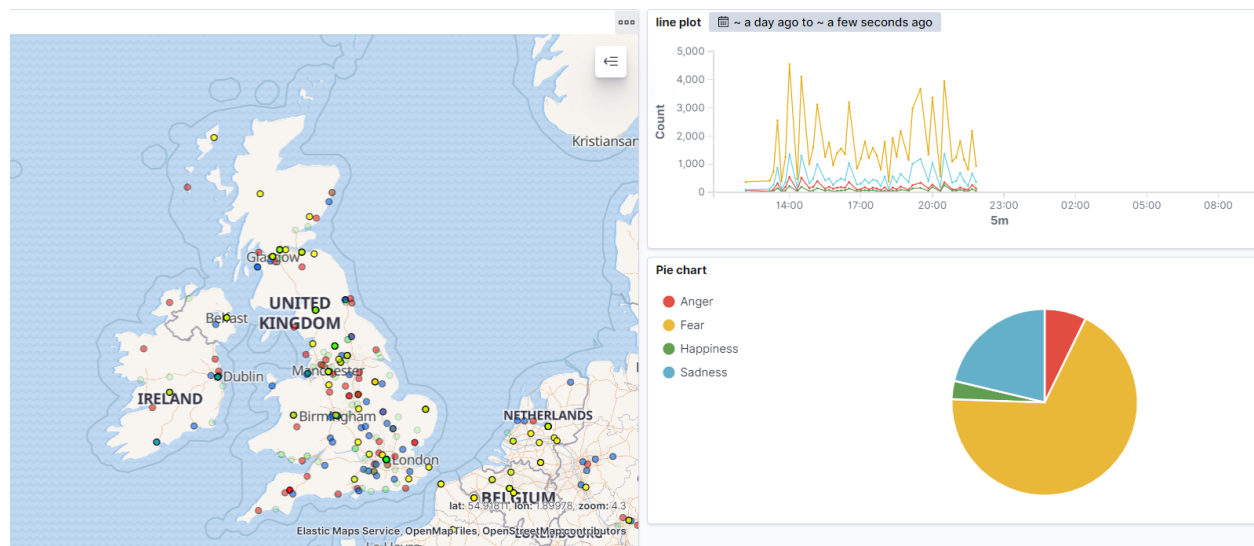 line plot
~ a day ago to ~ a few seconds ago
Kristiansan
Glasgow
UNITED
KINGDOM
Belfast
Manchester
Dublin
IRELAND
Birmingham
NETHERLANDS
London
BELGIUM
lat: 54.91811, lon: 1.89978, zoom: 4.3
Elastic Maps Service, OpenMapTiles, OpenStreetMap contributors
LUXEMBOURG
Le Havre
5,000
4,000
3,000
2,000
1,000
0
Count
14:00
17:00
20:00
23:00
02:00
05:00
08:00
5m
Pie chart
Anger
Fear
Happiness
Sadness